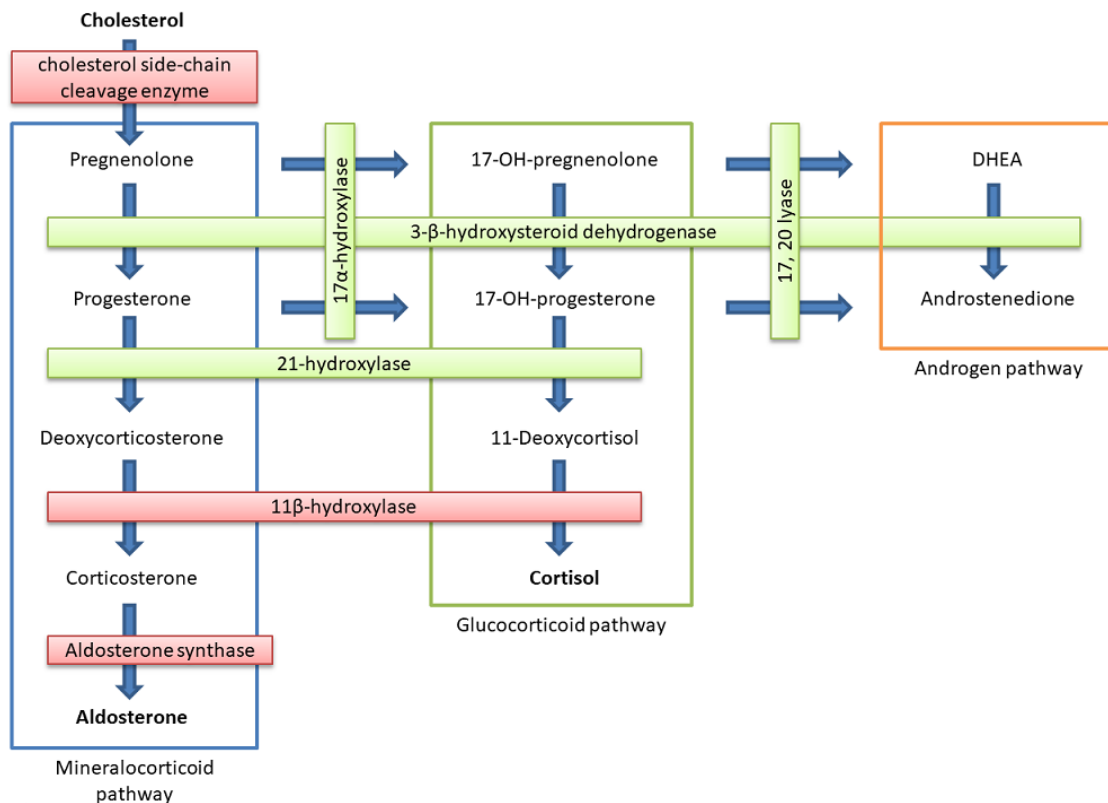 Cholesterol
cholesterol side-chain
cleavage enzyme
Pregnenolone
17α-hydroxylase
17-OH-pregnenolone
17, 20 lyase
DHEA
3-β-hydroxysteroid dehydrogenase
Progesterone
17-OH-progesterone
Androstenedione
21-hydroxylase
Androgen pathway
Deoxycorticosterone
11-Deoxycortisol
11β-hydroxylase
Corticosterone
Cortisol
Glucocorticoid pathway
Aldosterone synthase
Aldosterone
Mineralocorticoid
pathway